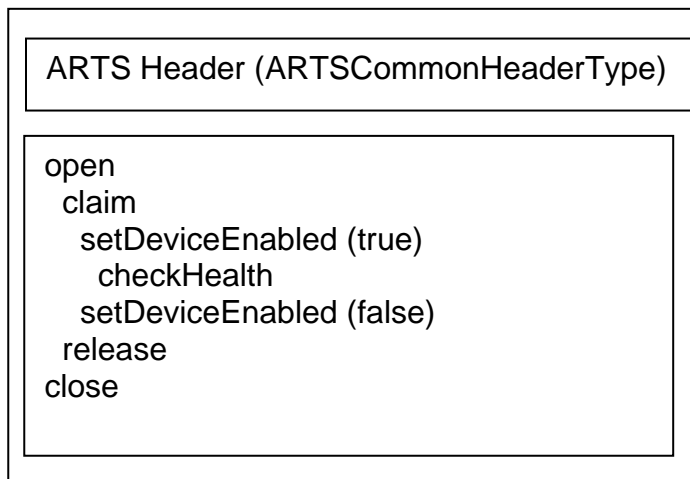 ARTS Header (ARTSCommonHeaderType)
open
claim
setDeviceEnabled (true)
checkHealth
setDeviceEnabled (false)
release
close